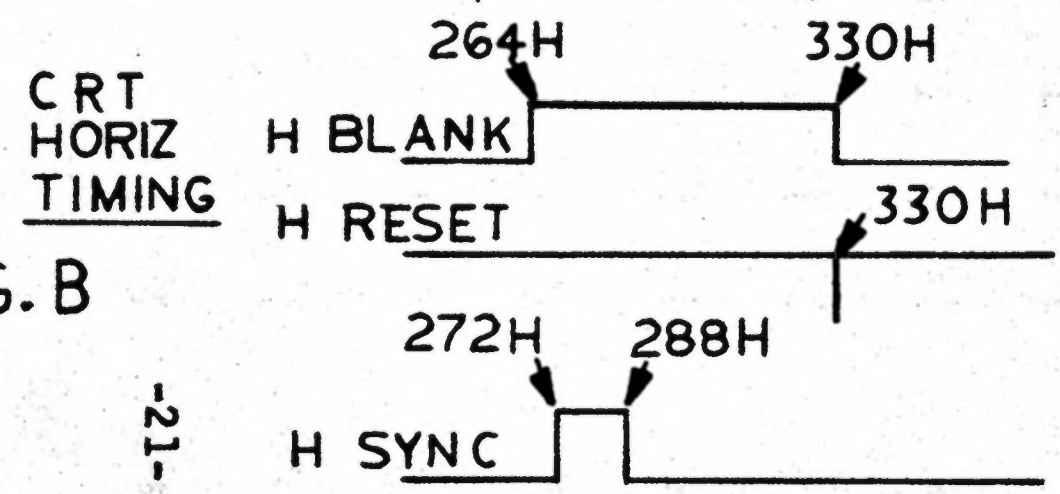 264H 330H
CRT
HORIZ
TIMING
H BLANK
330H
H RESET
G. B
272H 288H
H SYNC
-21-